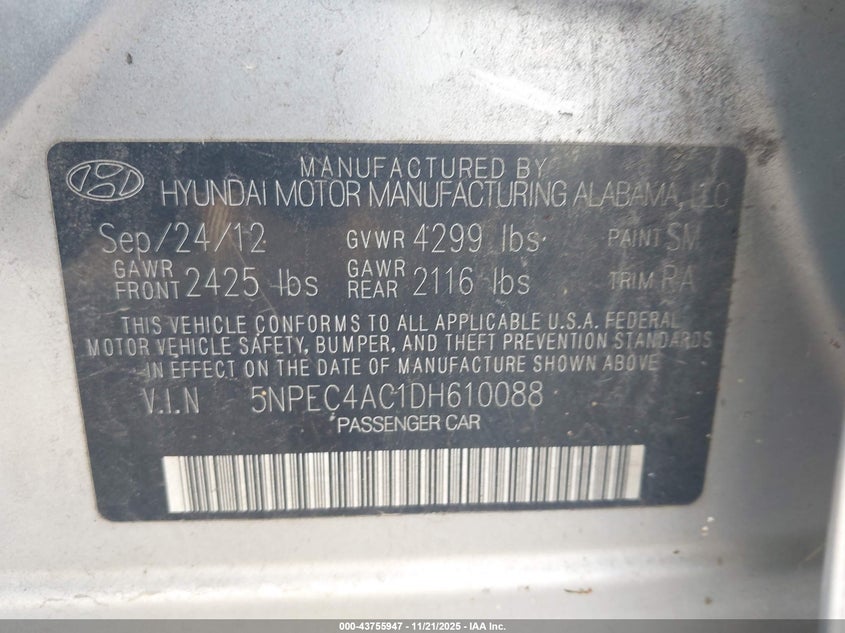 MANUFACTURED BY
HYUNDAI MOTOR MANUFACTURING ALABAMA, LLC
Sep/24/12 GVWR 4299 lbs PAINT SM
GAWR FRONT 2425 lbs GAWR REAR 2116 lbs TRIM RA
THIS VEHICLE CONFORMS TO ALL APPLICABLE U.S.A. FEDERAL
MOTOR VEHICLE SAFETY, BUMPER, AND THEFT PREVENTION STANDARDS
IN EFFECT ON THE DATE OF MANUFACTURE SHOWN ABOVE
V.I.N 5NPEC4AC1DH610088
PASSENGER CAR
000-43755947 - 11/21/2025 - IAA Inc.